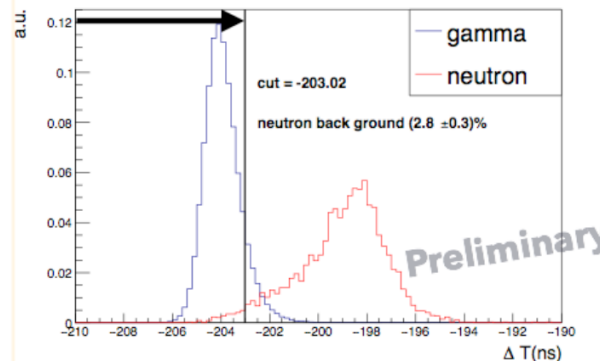 a.u.
0.12
0.1
0.08
0.06
0.04
0.02
0
gamma
neutron
cut = -203.02
neutron back ground (2.8 ±0.3)%
Preliminary
−210 −208 −206 −204 −202 −200 −198 −196 −194 −192 −190
Δ T(ns)